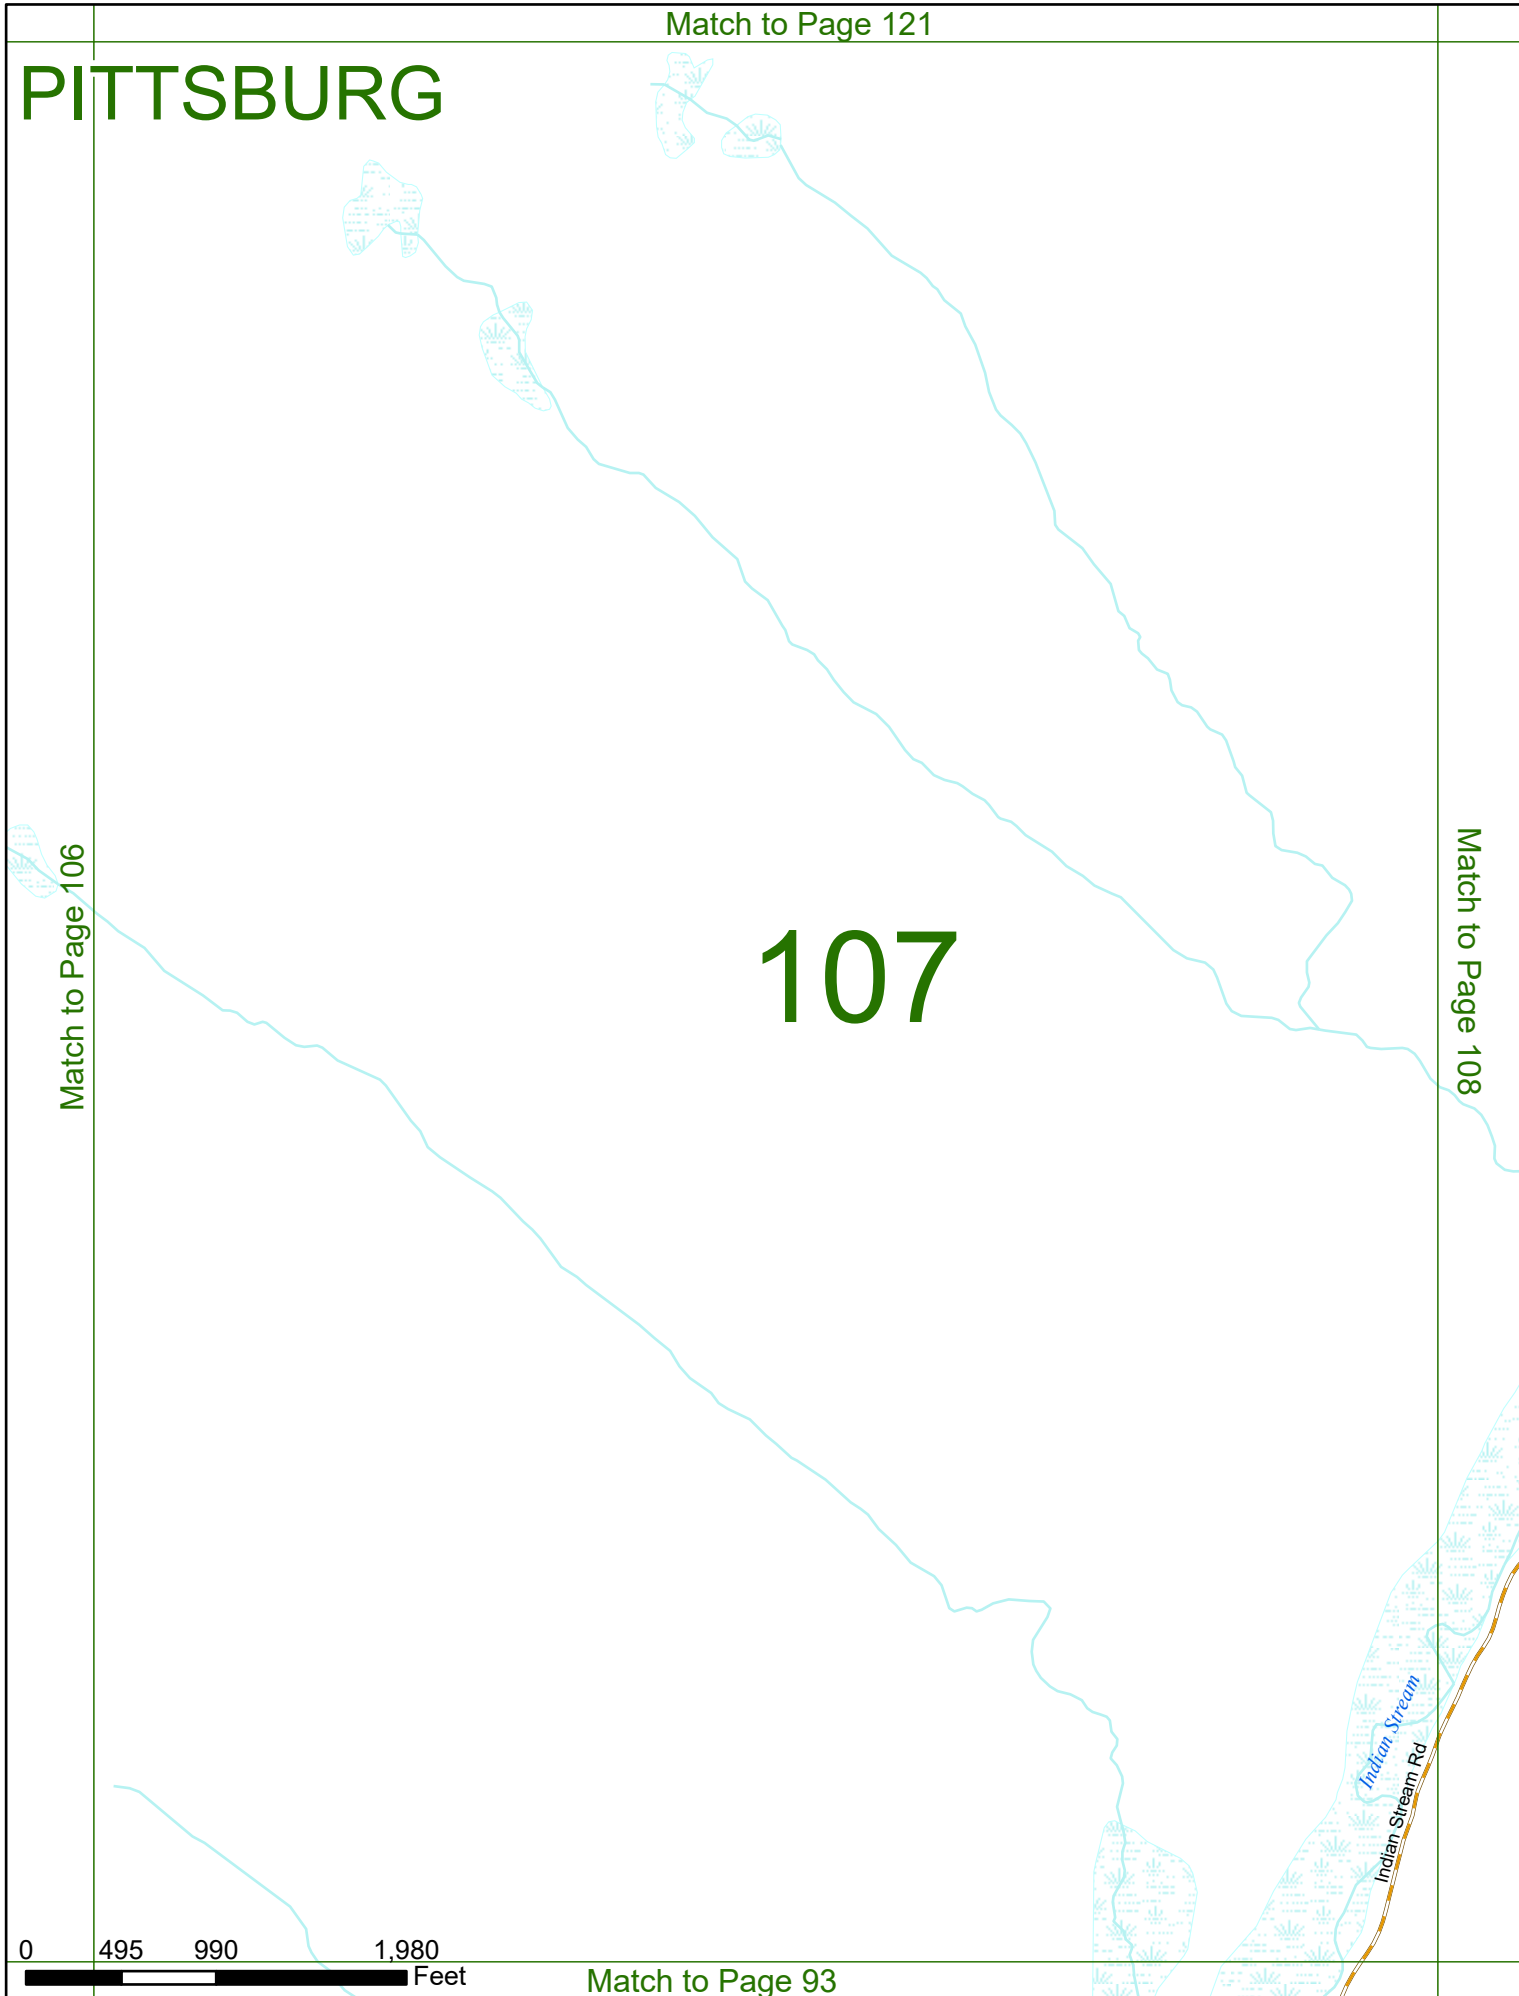 Match to Page 121
PITTSBURG
Match to Page 106
107
Match to Page 108
Indian Stream
Indian Stream Rd
0 495 990 1,980
Feet
Match to Page 93